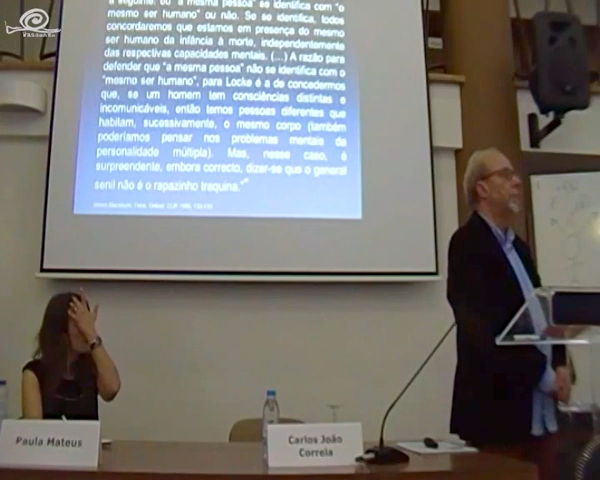 a seguinte: ou "a mesma pessoa" se identifica com "o
mesmo ser humano" ou não. Se se identifica, todos
concordaremos que estamos em presença do mesmo
ser humano da infância à morte, independentemente
das respectivas capacidades mentais. (...) A razão para
defender que "a mesma pessoa" não se identifica com o
"mesmo ser humano", para Locke é a de concedermos
que, se um homem tem consciências distintas e
incomunicáveis, então temos pessoas diferentes que
habitam, sucessivamente, o mesmo corpo (também
poderíamos pensar nos problemas mentais da
personalidade múltipla). Mas, nesse caso, é
surpreendente, embora correcto, dizer-se que o general
senil não é o rapazinho traquina."
Paula Mateus
Carlos João
Correia